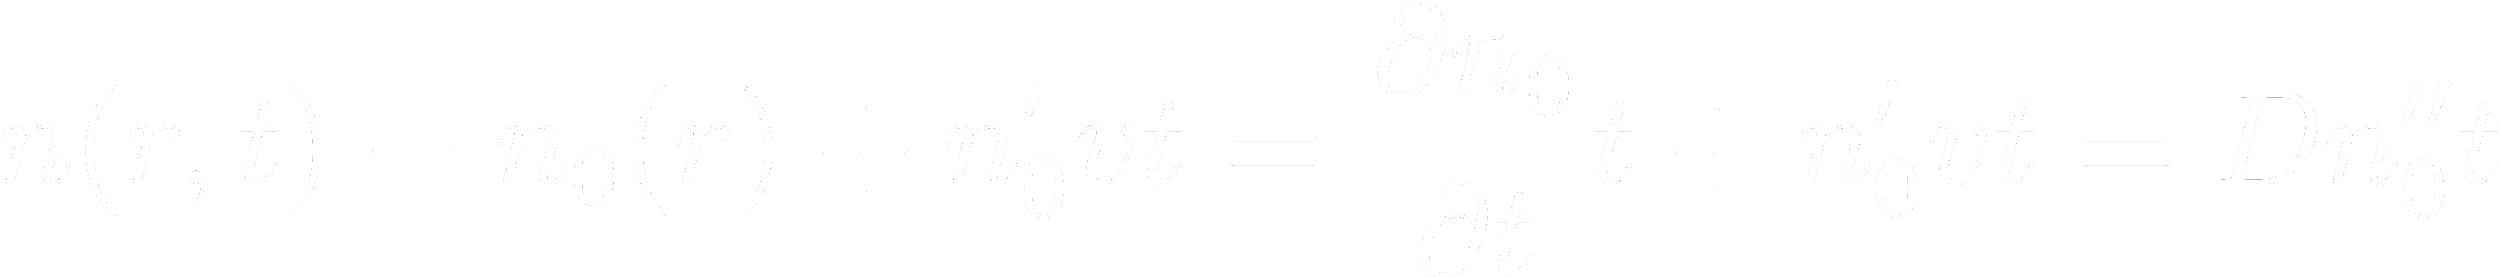 n(r, t) − n₀(r) + n₀′vt = ∂n₀/∂t t + n₀′vt = Dn₀″t